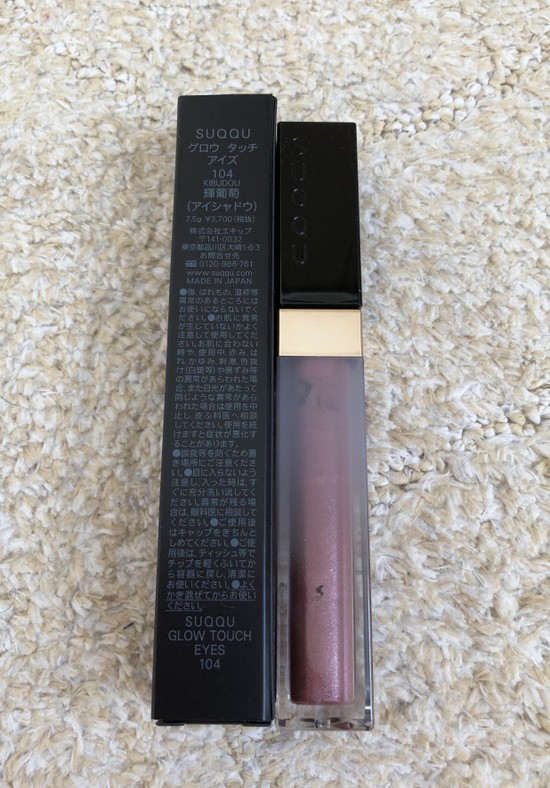 SUQQU
グロウ タッチ
アイズ
104
KIBUDOU
輝葡萄
(アイシャドウ)
7.5g ¥3,700(税抜)
株式会社エキップ
〒141-0032
東京都品川区大崎1-6-3
お問合せ先
0120-988-761
www.suqqu.com
MADE IN JAPAN
●傷、はれもの、湿疹等
異常のあるところには
お使いにならないでく
ださい。●お肌に異常
が生じていないかよく
注意して使用してくだ
さい。お肌に合わない
時や、使用中、赤み、は
れ、かゆみ、刺激、色抜
け(白斑等)や黒ずみ等
の異常があらわれた場
合、また日光があたって
同じような異常があら
われた場合は使用を中
止し、皮ふ科医へ相談
してください。使用を続
けますと症状が悪化す
ることがあります。
●誤食等を防ぐため置
き場所にご注意くださ
い。●目に入らないよう
注意し、入った時は、す
ぐに充分洗い流してく
ださい。異常が残る場
合は、眼科医に相談して
ください。●ご使用後
はキャップをきちんと
しめてください。●ご使
用後は、ティッシュ等で
チップを軽くふいてか
ら容器に戻し、清潔に
お使いください。●よく
かき混ぜてからお使い
ください。
SUQQU
GLOW TOUCH
EYES
104
SUQQU